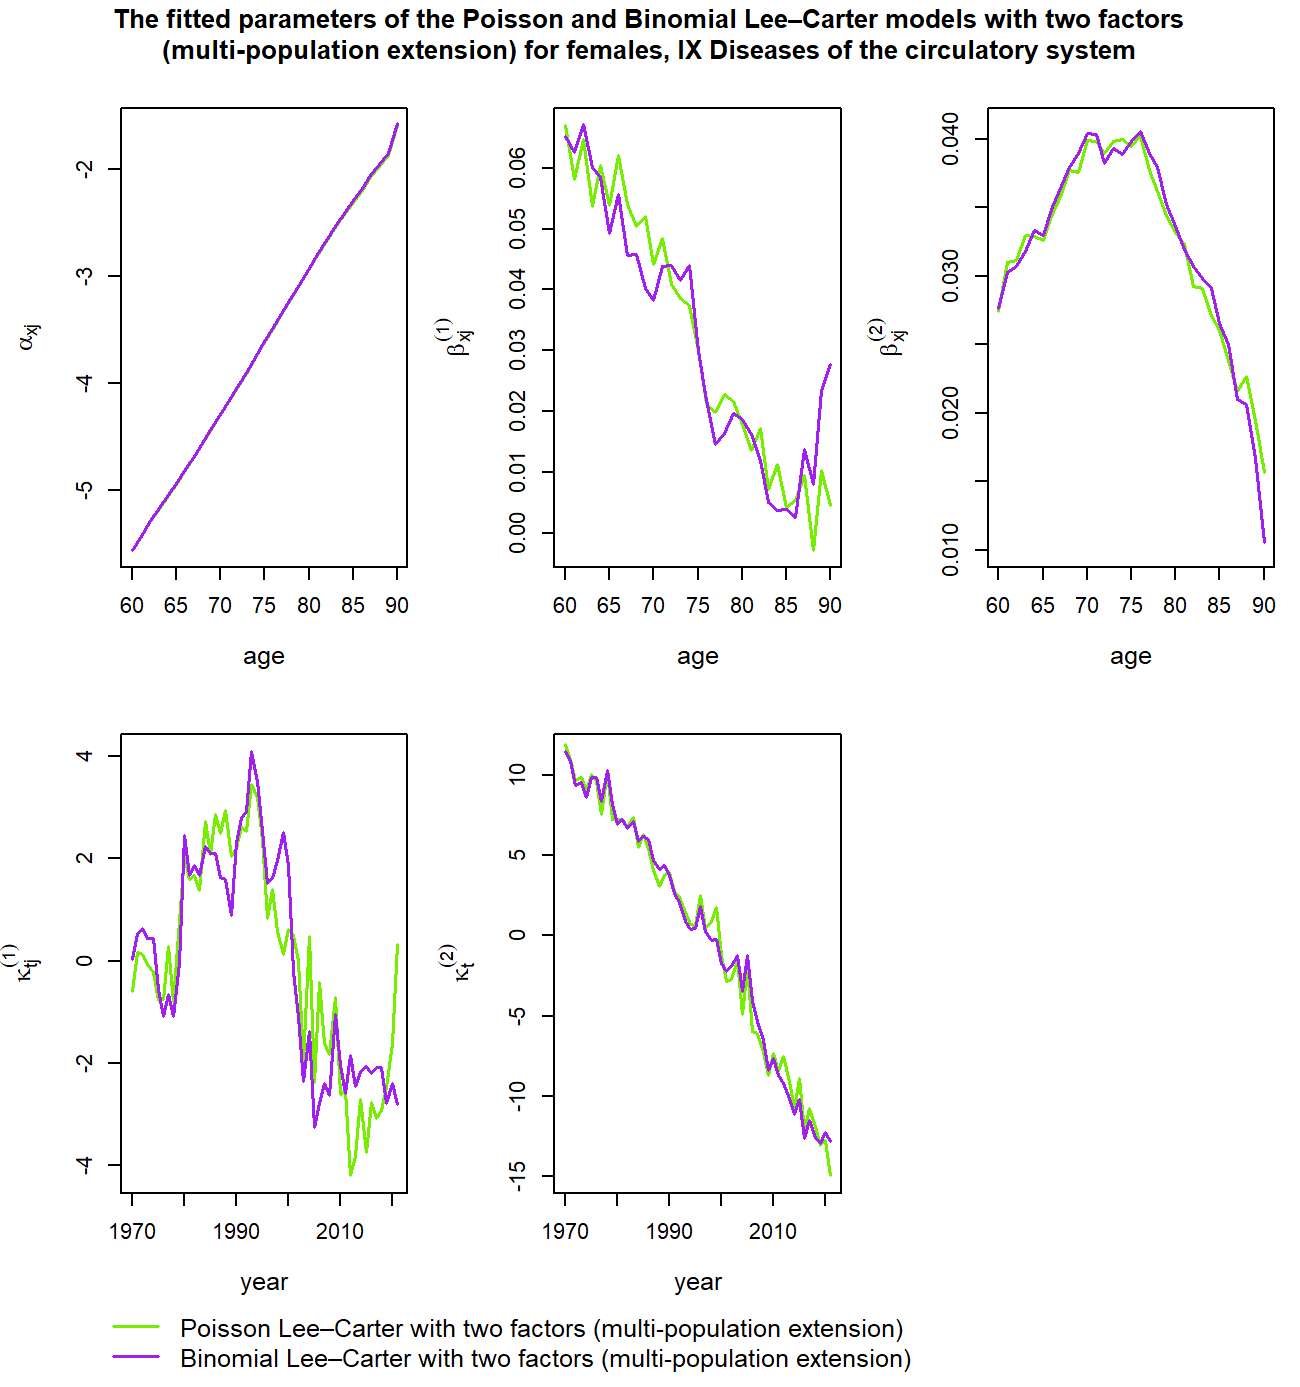 The fitted parameters of the Poisson and Binomial Lee–Carter models with two factors
(multi-population extension) for females, IX Diseases of the circulatory system
αxj
-2
-3
-4
-5
60 65 70 75 80 85 90
age
βxj(1)
0.06
0.05
0.04
0.03
0.02
0.01
0.00
60 65 70 75 80 85 90
age
βxj(2)
0.040
0.030
0.020
0.010
60 65 70 75 80 85 90
age
κtj(1)
4
2
0
-2
-4
1970 1990 2010
year
κt(2)
10
5
0
-5
-10
-15
1970 1990 2010
year
Poisson Lee–Carter with two factors (multi-population extension)
Binomial Lee–Carter with two factors (multi-population extension)